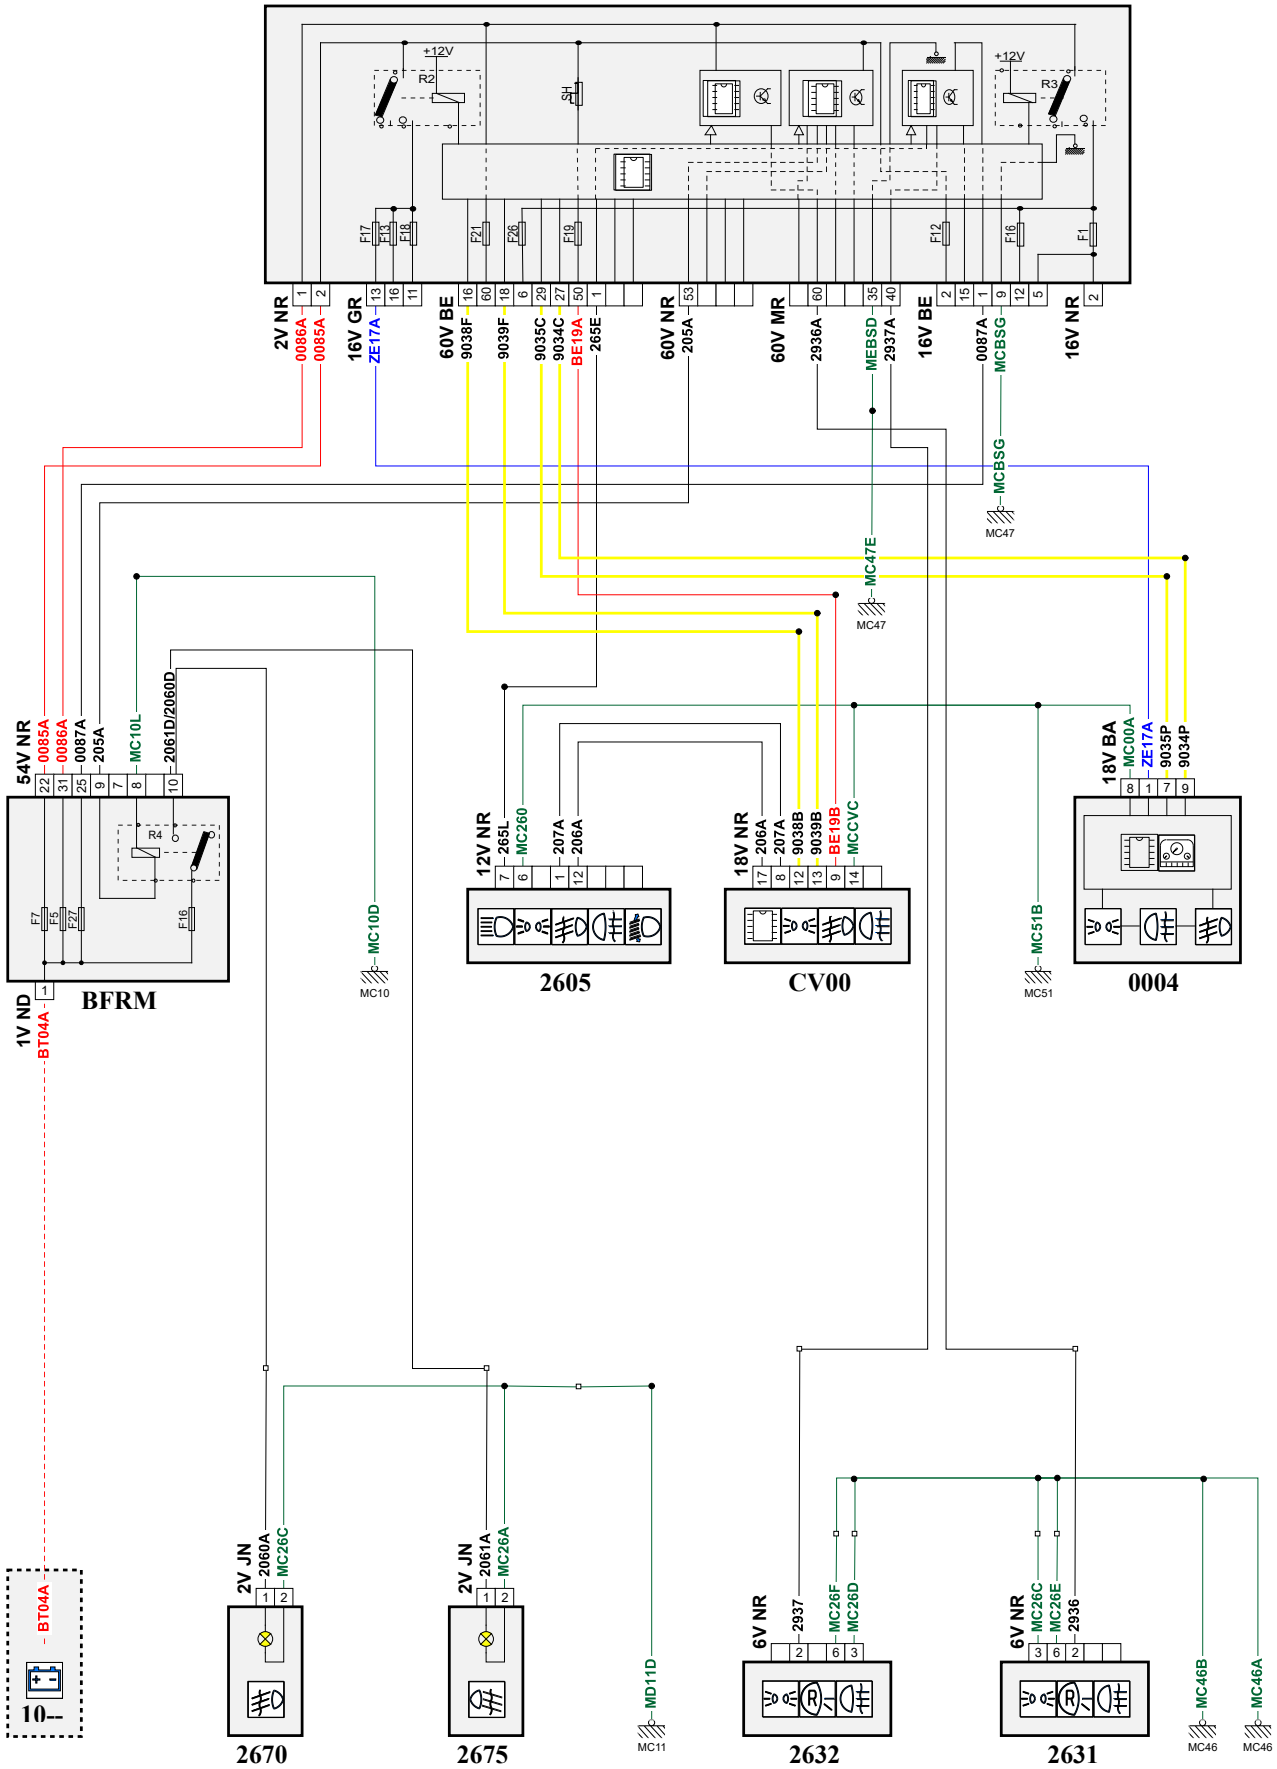 +12V
R2
SH
+12V
R3
F17
F13
F18
F21
F26
F19
F12
F16
F1
2V NR
1
2
0086A
0085A
16V GR
13
16
11
ZE17A
60V BE
16
60
18
6
29
27
50
1
9038F
9039F
9035C
9034C
BE19A
265E
60V NR
53
205A
60V MR
60
35
40
2936A
MEBSD
2937A
16V BE
2
15
1
9
12
5
0087A
MCBSG
16V NR
2
MCBSG
MC47
MC47E
MC47
54V NR
0085A
0086A
0087A
205A
MC10L
2061D/2060D
22
31
25
9
7
8
10
R4
F7
F5
F27
F16
1
BFRM
1V ND
BT04A
MC10D
MC10
12V NR
265L
MC260
207A
206A
7
6
1
12
2605
18V NR
206A
207A
9038B
9039B
BE19B
MCCVC
17
8
12
13
9
14
CV00
MC51B
MC51
18V BA
MC00A
ZE17A
9035P
9034P
8
1
7
9
0004
BT04A
10--
2V JN
2060A
MC26C
1
2
2670
2V JN
2061A
MC26A
1
2
2675
MD11D
MC11
6V NR
2937
MC26F
MC26D
2
6
3
R
2632
6V NR
MC26C
MC26E
2936
3
6
2
R
2631
MC46B
MC46
MC46A
MC46